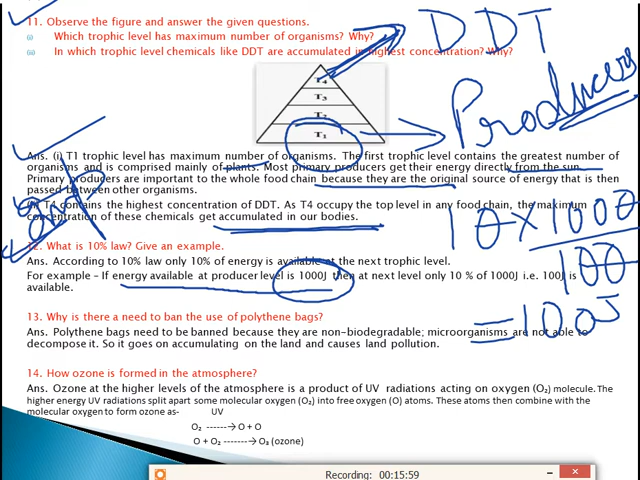 11. Observe the figure and answer the given questions.
(i) Which trophic level has maximum number of organisms? Why?
(ii) In which trophic level chemicals like DDT are accumulated in highest concentration? Why?
DDT
T4
T3
T2
T1
Producers
Ans. (i) T1 trophic level has maximum number of organisms. The first trophic level contains the greatest number of
organisms and is comprised mainly of plants. Most primary producers get their energy directly from the sun.
Primary producers are important to the whole food chain because they are the original source of energy that is then
passed between other organisms.
T4 contains the highest concentration of DDT. As T4 occupy the top level in any food chain, the maximum
concentration of these chemicals get accumulated in our bodies.
10 × 1000
100
= 100J
12. What is 10% law? Give an example.
Ans. According to 10% law only 10% of energy is available at the next trophic level.
For example - If energy available at producer level is 1000J then at next level only 10 % of 1000J i.e. 100J is
available.
13. Why is there a need to ban the use of polythene bags?
Ans. Polythene bags need to be banned because they are non-biodegradable; microorganisms are not able to
decompose it. So it goes on accumulating on the land and causes land pollution.
14. How ozone is formed in the atmosphere?
Ans. Ozone at the higher levels of the atmosphere is a product of UV radiations acting on oxygen (O₂) molecule. The
higher energy UV radiations split apart some molecular oxygen (O₂) into free oxygen (O) atoms. These atoms then combine with the
molecular oxygen to form ozone as- UV
O₂ ------→ O + O
O + O₂ -------→ O₃ (ozone)
Recording: 00:15:59